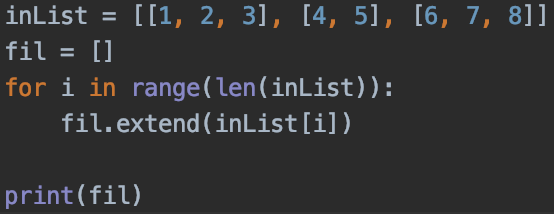 inList = [[1, 2, 3], [4, 5], [6, 7, 8]]
fil = []
for i in range(len(inList)):
    fil.extend(inList[i])
print(fil)